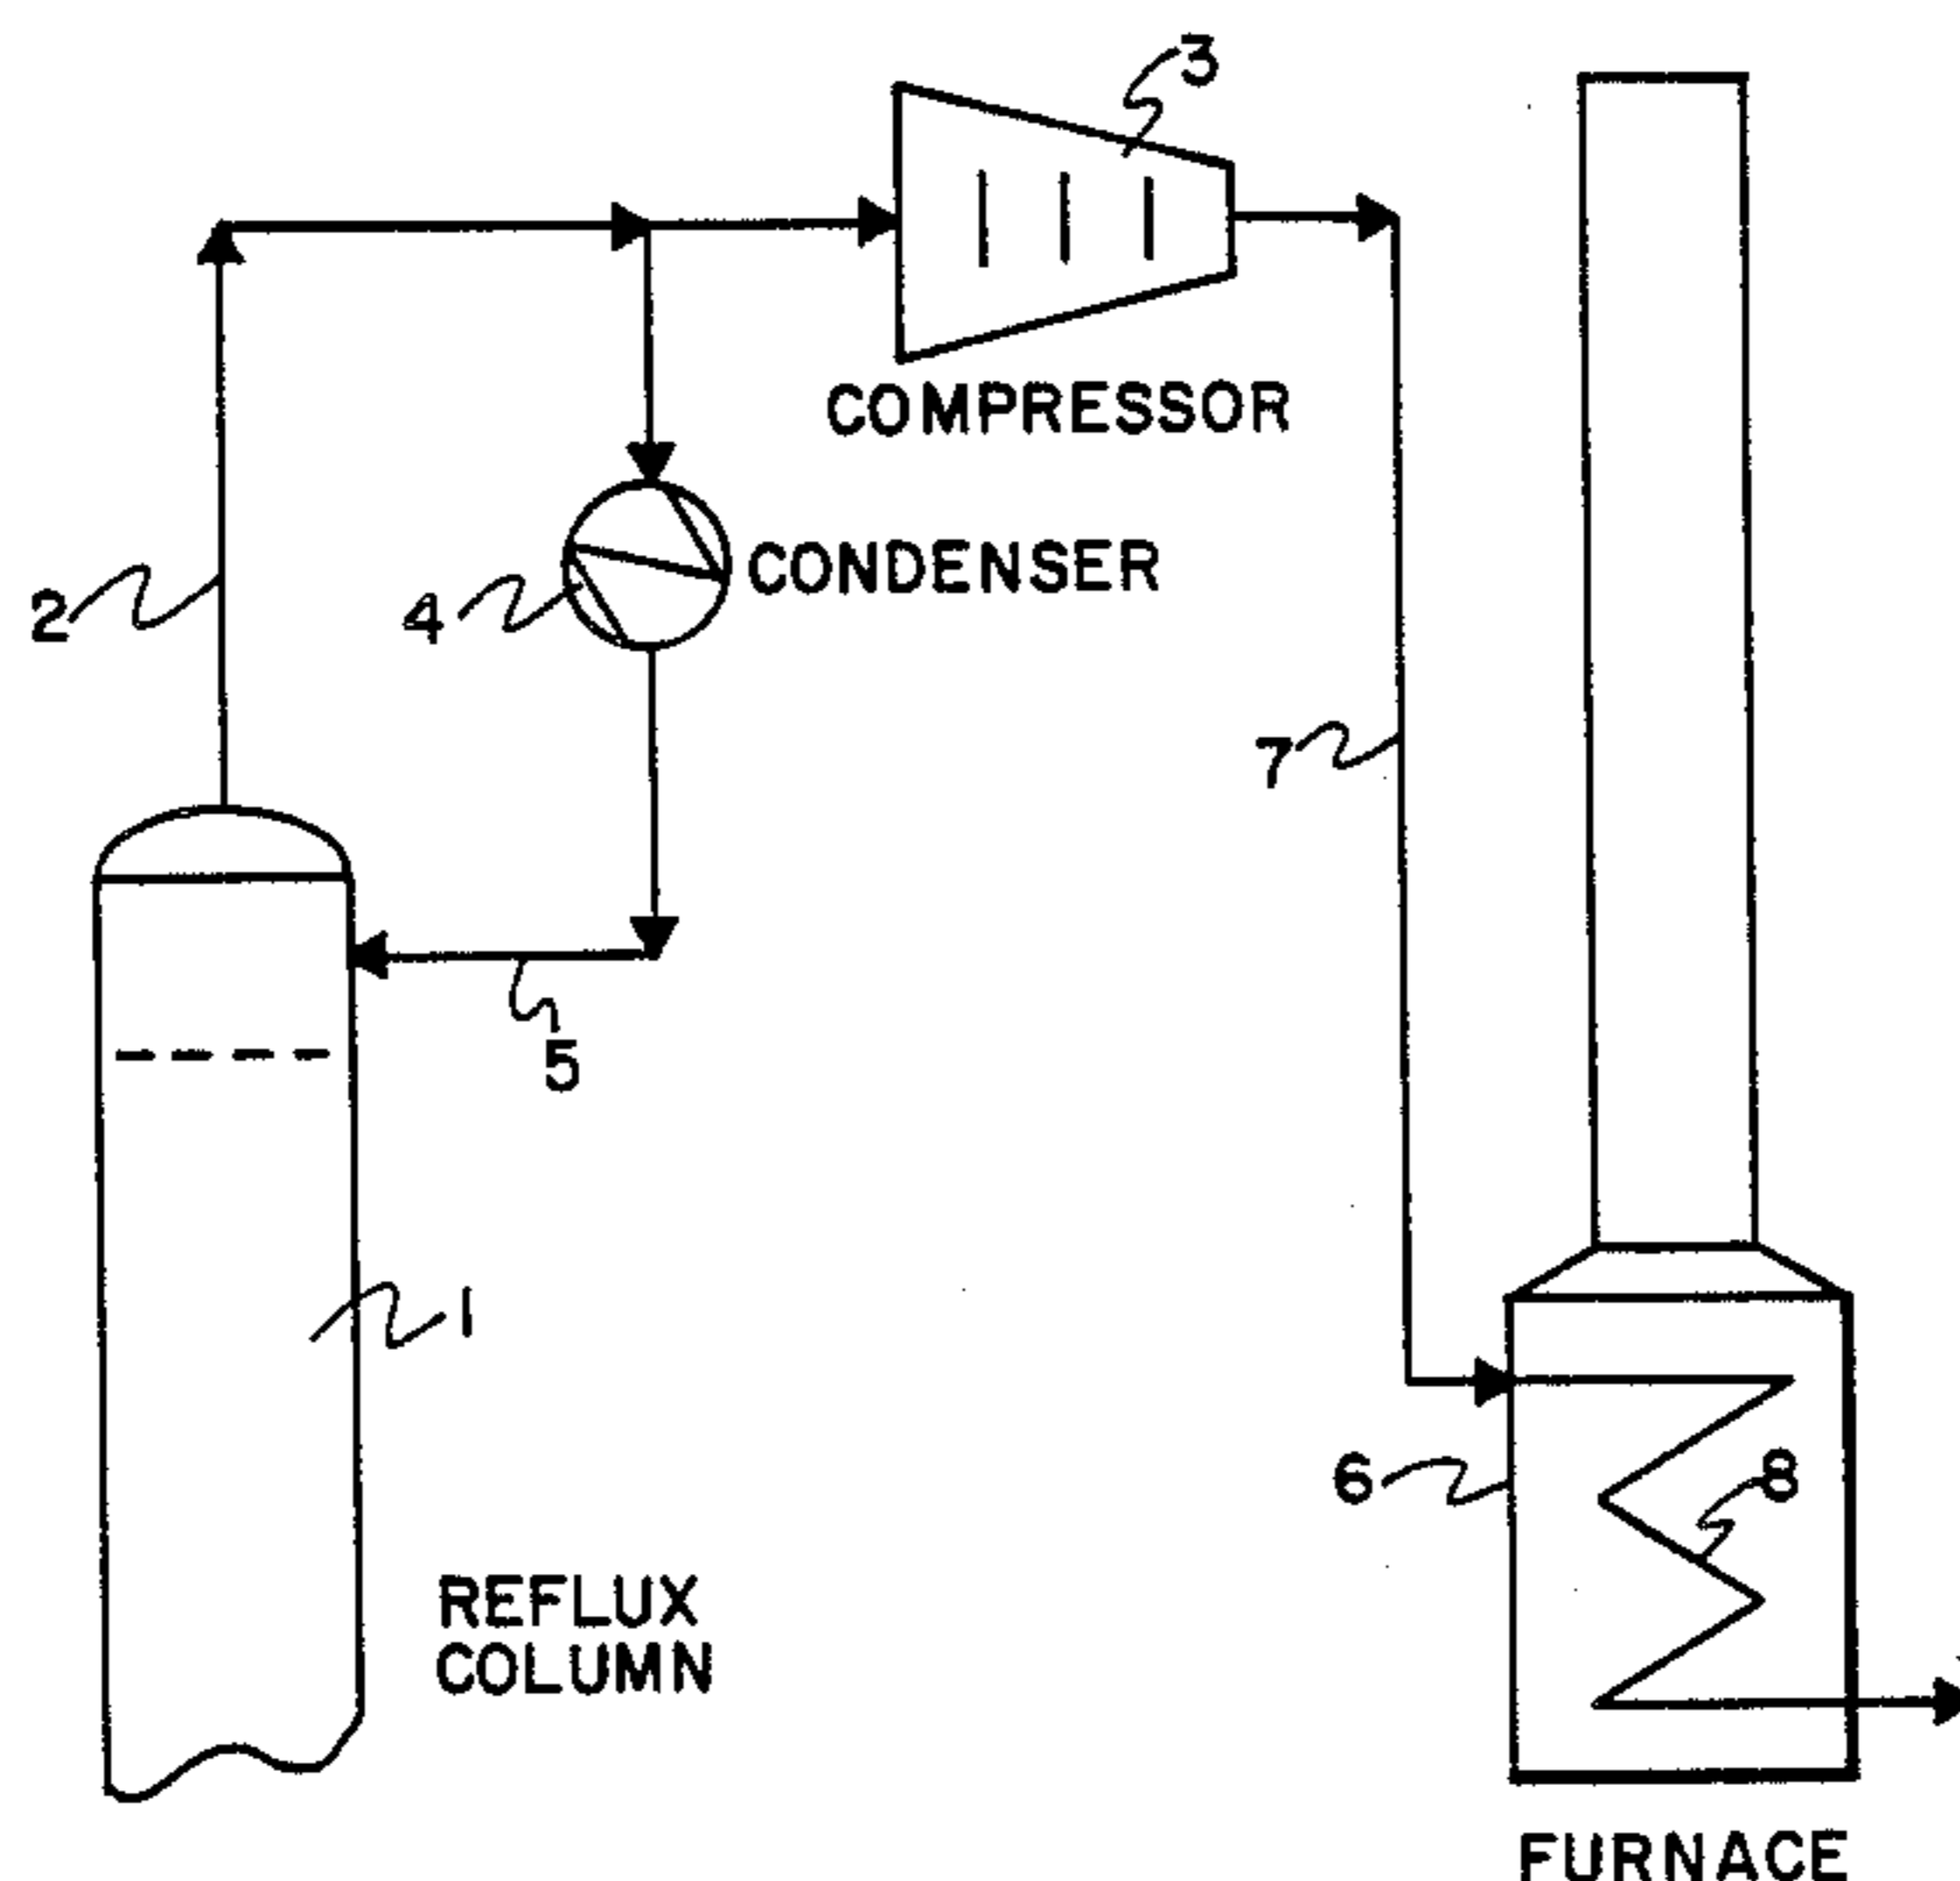 3
COMPRESSOR
2
4
CONDENSER
7
5
1
6
8
REFLUX
COLUMN
FURNACE